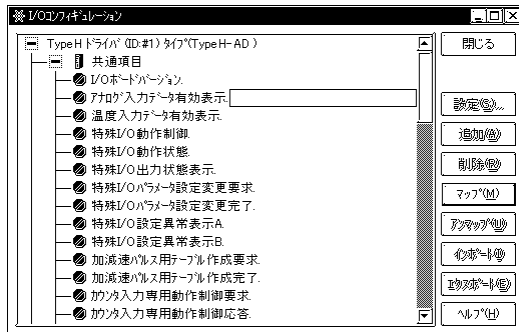 I/Oコンフィギュレーション
TypeH ドライバ (ID:#1) タイプ(TypeH-AD )
共通項目
I/Oボードバージョン.
アナログ入力データ有効表示.
温度入力データ有効表示.
特殊I/O動作制御.
特殊I/O動作状態.
特殊I/O出力状態表示.
特殊I/Oパラメータ設定変更要求.
特殊I/Oパラメータ設定変更完了.
特殊I/O設定異常表示A.
特殊I/O設定異常表示B.
加減速パルス用テーブル作成要求.
加減速パルス用テーブル作成完了.
カウンタ入力専用動作制御要求.
カウンタ入力専用動作制御応答.
閉じる
設定(S)...
追加(A)
削除(R)
マップ(M)
アンマップ(U)
インポート(I)
エクスポート(E)
ヘルプ(H)